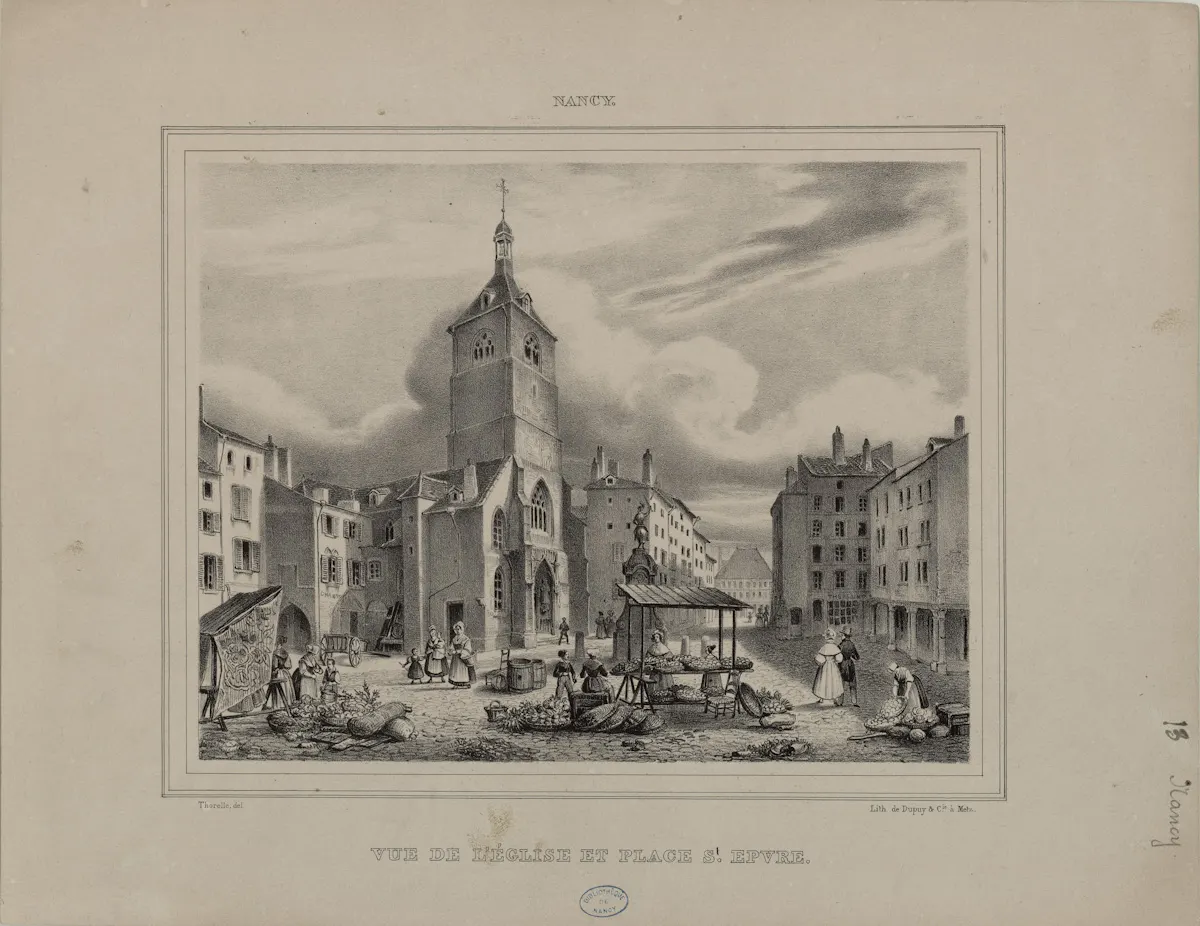 NANCY.
Thorelle, del
Lith. de Dupuy & Cie. à Metz.
VUE DE L'ÉGLISE ET PLACE St. EPVRE.
BIBLIOTHÈQUE
DE
NANCY
13 Nancy